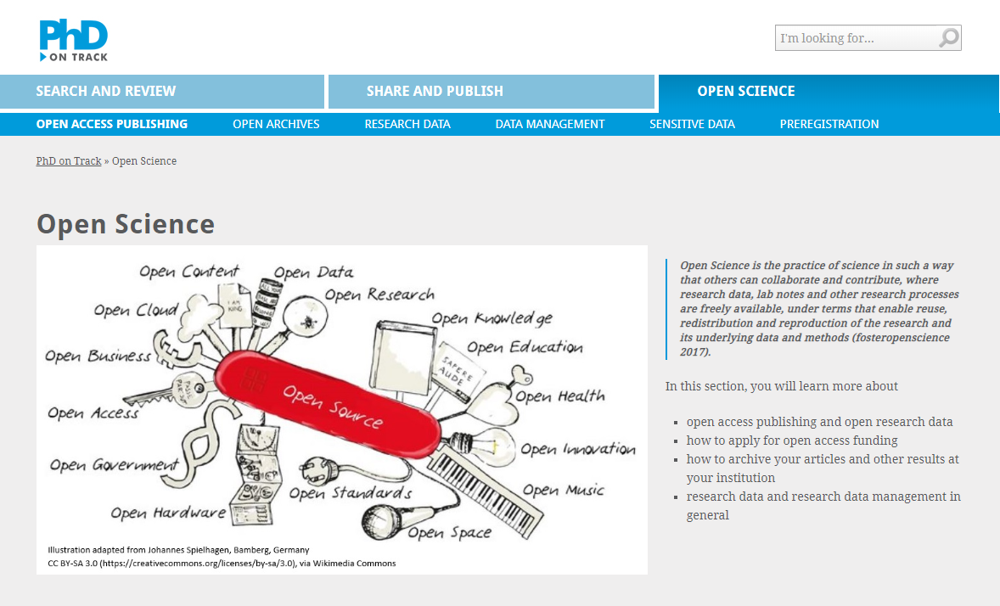 PhD
ON TRACK
I'm looking for...
SEARCH AND REVIEW
SHARE AND PUBLISH
OPEN SCIENCE
OPEN ACCESS PUBLISHING
OPEN ARCHIVES
RESEARCH DATA
DATA MANAGEMENT
SENSITIVE DATA
PREREGISTRATION
PhD on Track » Open Science
Open Science
Open Content
Open Data
Open Research
Open Cloud
I AM
KING
Open Knowledge
Open Business
Open Education
SAPERE
AUDE
Open Source
Open Health
Open Access
Open Innovation
Open Government
Open Standards
Open Music
Open Hardware
Open Space
Illustration adapted from Johannes Spielhagen, Bamberg, Germany
CC BY-SA 3.0 (https://creativecommons.org/licenses/by-sa/3.0), via Wikimedia Commons
Open Science is the practice of science in such a way
that others can collaborate and contribute, where
research data, lab notes and other research processes
are freely available, under terms that enable reuse,
redistribution and reproduction of the research and
its underlying data and methods (fosteropenscience
2017).
In this section, you will learn more about
open access publishing and open research data
how to apply for open access funding
how to archive your articles and other results at
your institution
research data and research data management in
general